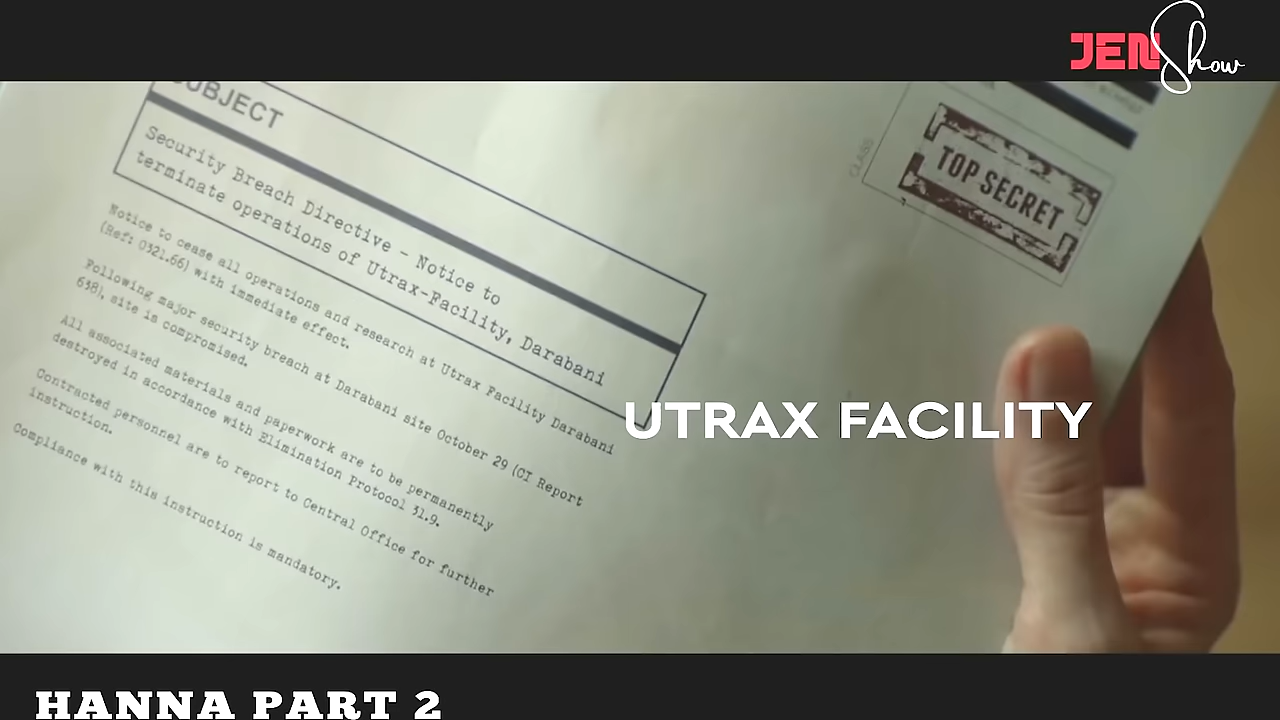 JEN Show
SUBJECT
TOP SECRET
Security Breach Directive – Notice to
terminate operations of Utrax-Facility, Darabani
Notice to cease all operations and research at Utrax Facility Darabani
(Ref: 0321.66) with immediate effect.
Following major security breach at Darabani site October 29 (CI Report
638), site is compromised.
All associated materials and paperwork are to be permanently
destroyed in accordance with Elimination Protocol 31.9.
Contracted personnel are to report to Central Office for further
instruction.
Compliance with this instruction is mandatory.
UTRAX FACILITY
HANNA PART 2